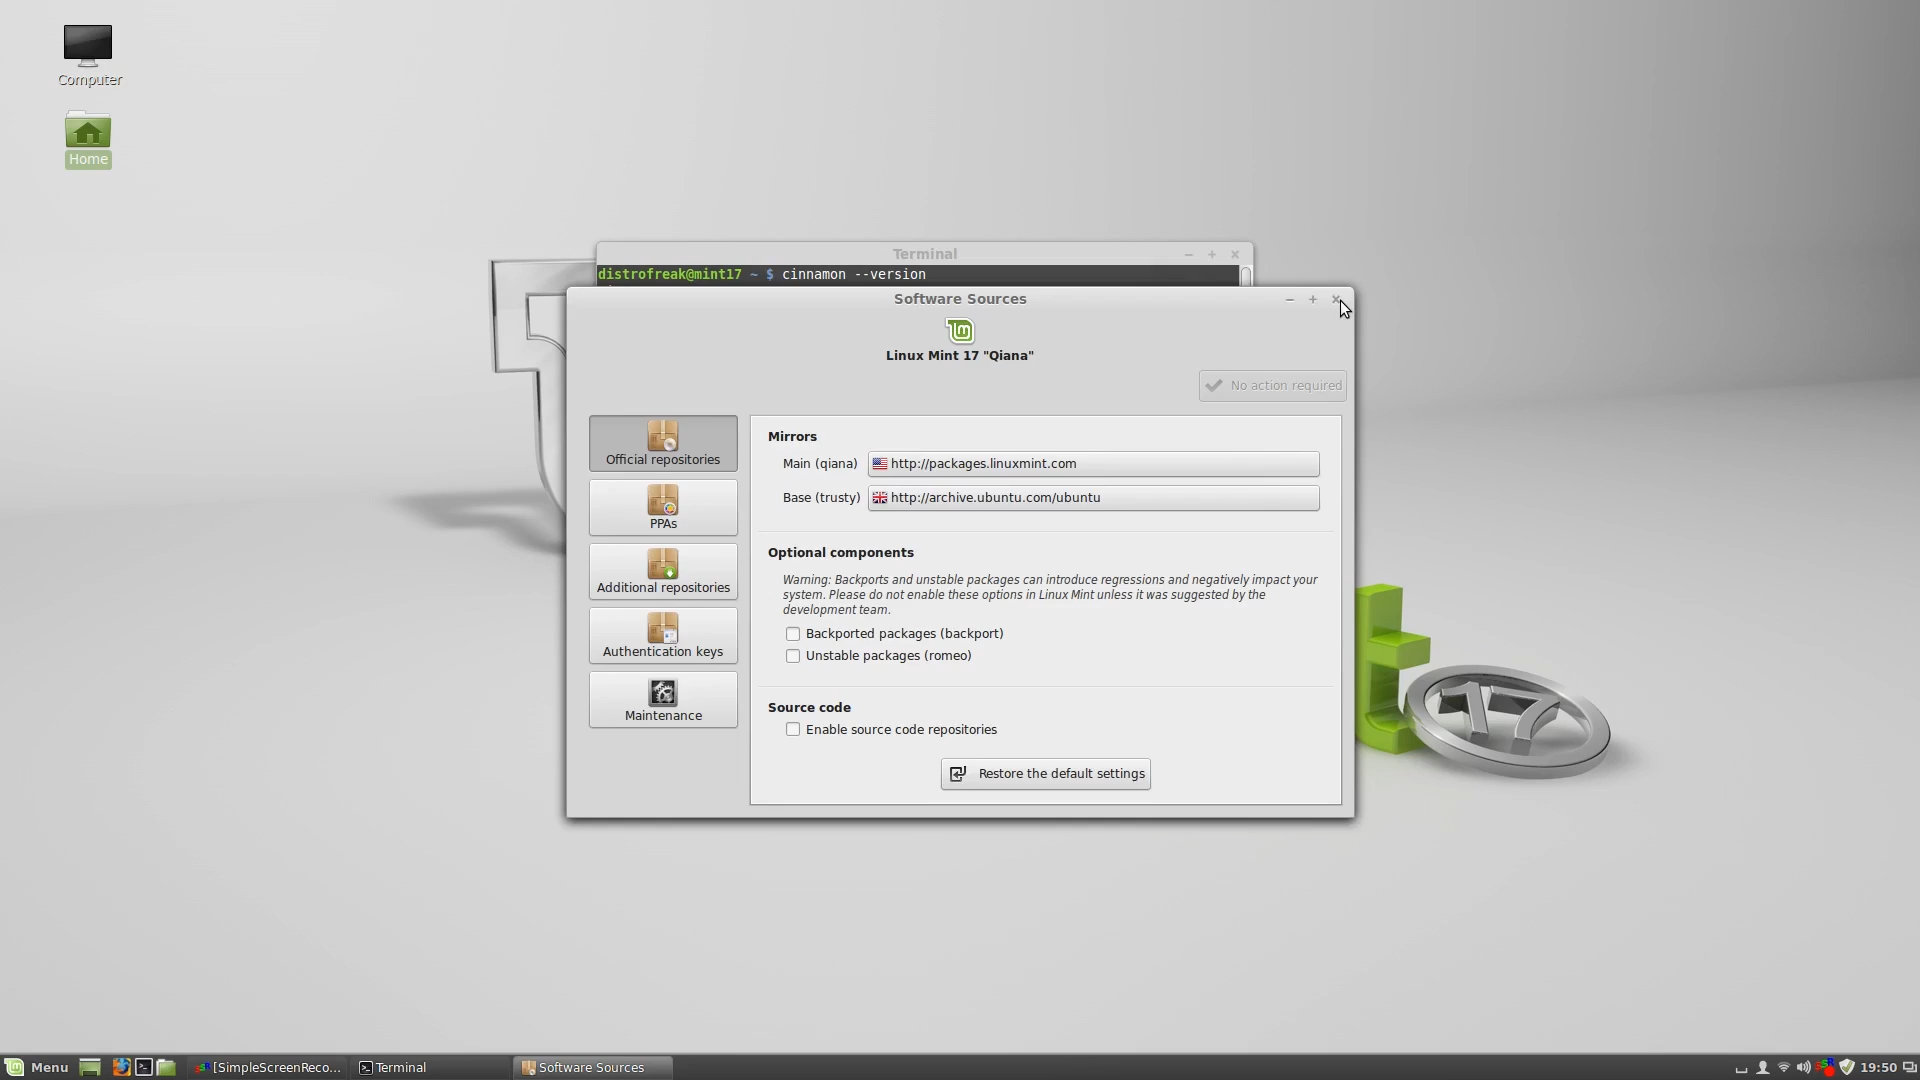 Computer
Home
Terminal
distrofreak@mint17 ~ $ cinnamon --version
Software Sources
Linux Mint 17 "Qiana"
No action required
Official repositories
PPAs
Additional repositories
Authentication keys
Maintenance
Mirrors
Main (qiana) http://packages.linuxmint.com
Base (trusty) http://archive.ubuntu.com/ubuntu
Optional components
Warning: Backports and unstable packages can introduce regressions and negatively impact your
system. Please do not enable these options in Linux Mint unless it was suggested by the
development team.
Backported packages (backport)
Unstable packages (romeo)
Source code
Enable source code repositories
Restore the default settings
17
Menu
[SimpleScreenReco...
Terminal
Software Sources
19:50